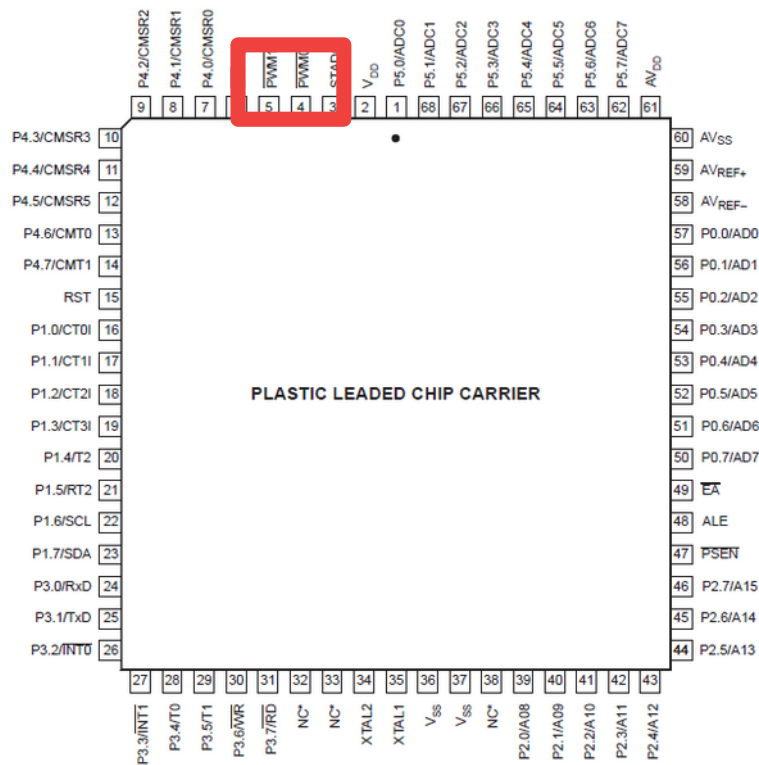 P4.2/CMSR2
P4.1/CMSR1
P4.0/CMSR0
PWM1
PWM0
STAD
VDD
P5.0/ADC0
P5.1/ADC1
P5.2/ADC2
P5.3/ADC3
P5.4/ADC4
P5.5/ADC5
P5.6/ADC6
P5.7/ADC7
AVDD
9 8 7 5 4 3 2 1 68 67 66 65 64 63 62 61
P4.3/CMSR3 10
P4.4/CMSR4 11
P4.5/CMSR5 12
P4.6/CMT0 13
P4.7/CMT1 14
RST 15
P1.0/CT0I 16
P1.1/CT1I 17
P1.2/CT2I 18
P1.3/CT3I 19
P1.4/T2 20
P1.5/RT2 21
P1.6/SCL 22
P1.7/SDA 23
P3.0/RxD 24
P3.1/TxD 25
P3.2/INT0 26
PLASTIC LEADED CHIP CARRIER
60 AVSS
59 AVREF+
58 AVREF–
57 P0.0/AD0
56 P0.1/AD1
55 P0.2/AD2
54 P0.3/AD3
53 P0.4/AD4
52 P0.5/AD5
51 P0.6/AD6
50 P0.7/AD7
49 EA
48 ALE
47 PSEN
46 P2.7/A15
45 P2.6/A14
44 P2.5/A13
27 28 29 30 31 32 33 34 35 36 37 38 39 40 41 42 43
P3.3/INT1
P3.4/T0
P3.5/T1
P3.6/WR
P3.7/RD
NC*
NC*
XTAL2
XTAL1
VSS
VSS
NC*
P2.0/A08
P2.1/A09
P2.2/A10
P2.3/A11
P2.4/A12